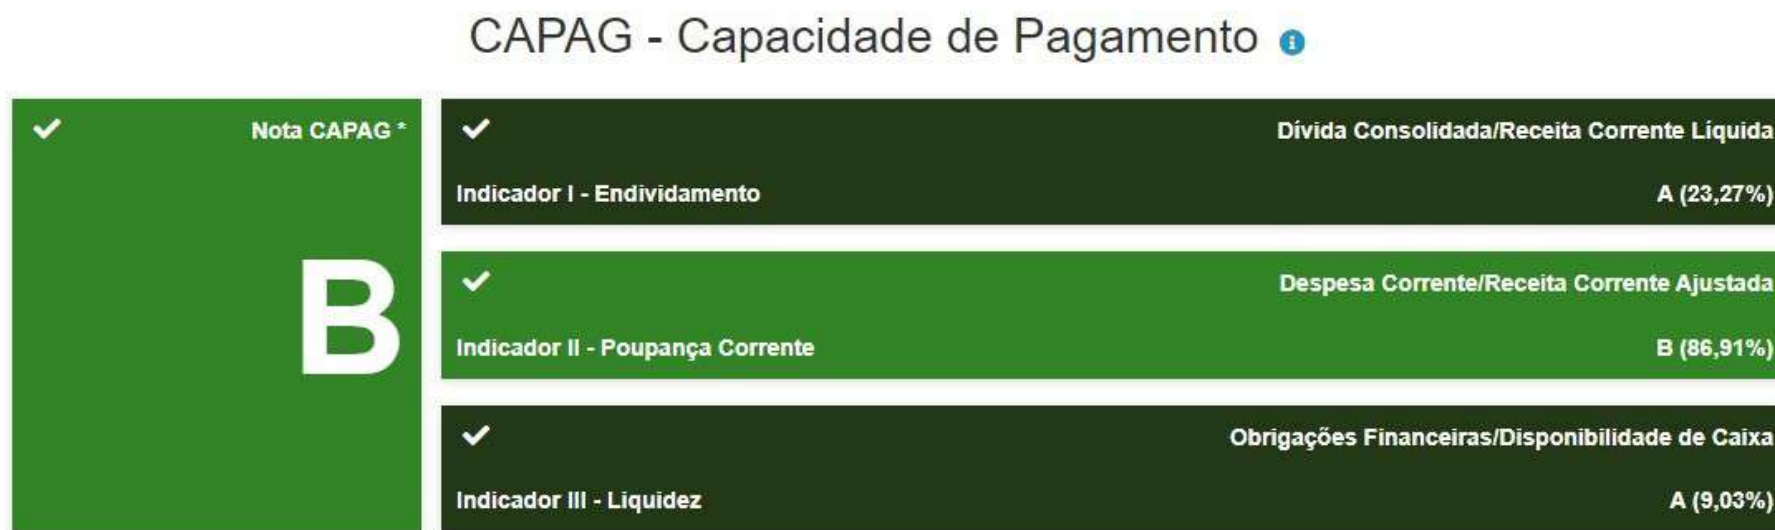 CAPAG - Capacidade de Pagamento
Nota CAPAG *
B
Dívida Consolidada/Receita Corrente Líquida
Indicador I - Endividamento A (23,27%)
Despesa Corrente/Receita Corrente Ajustada
Indicador II - Poupança Corrente B (86,91%)
Obrigações Financeiras/Disponibilidade de Caixa
Indicador III - Liquidez A (9,03%)